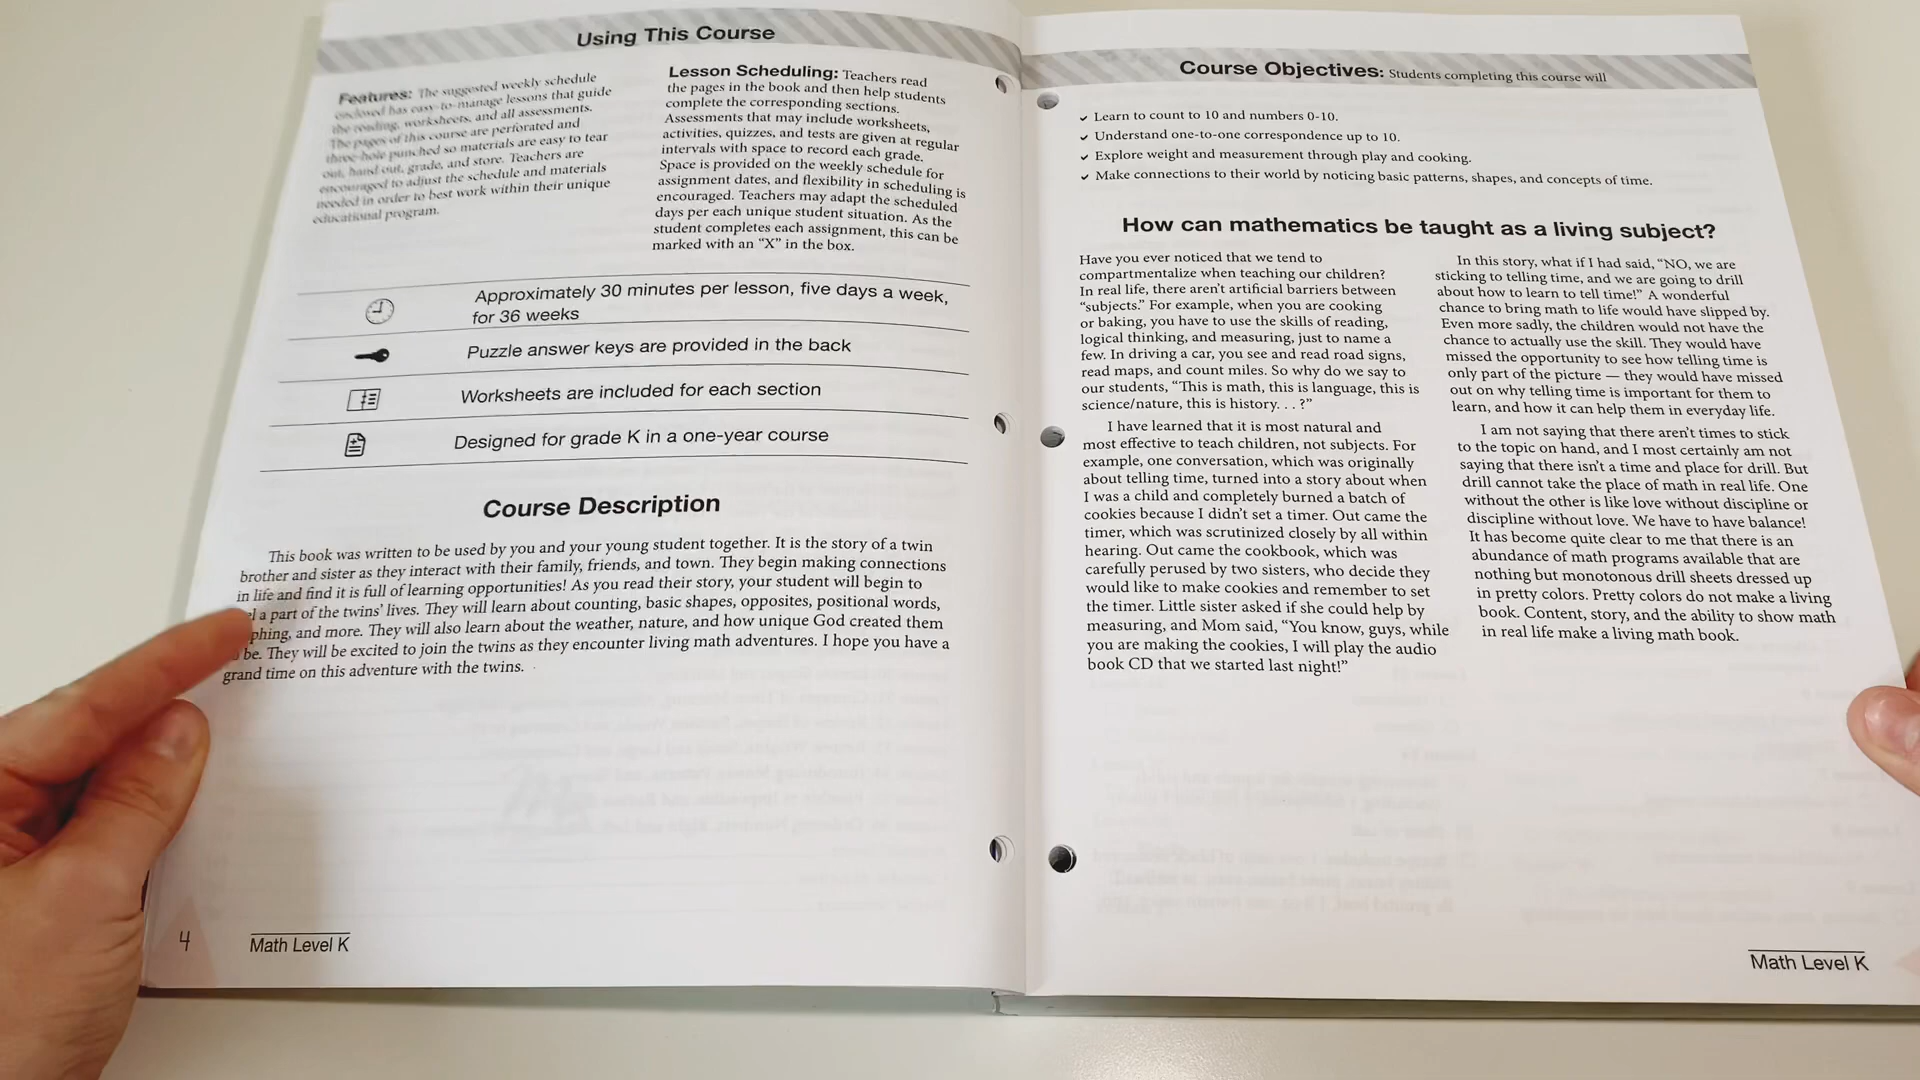 Using This Course
Features: The suggested weekly schedule
enclosed has easy-to-manage lessons that guide
the reading, worksheets, and all assessments.
The pages of this course are perforated and
three-hole punched so materials are easy to tear
out, hand out, grade, and store. Teachers are
encouraged to adjust the schedule and materials
needed in order to best work within their unique
educational program.
Lesson Scheduling: Teachers read
the pages in the book and then help students
complete the corresponding sections.
Assessments that may include worksheets,
activities, quizzes, and tests are given at regular
intervals with space to record each grade.
Space is provided on the weekly schedule for
assignment dates, and flexibility in scheduling is
encouraged. Teachers may adapt the scheduled
days per each unique student situation. As the
student completes each assignment, this can be
marked with an “X” in the box.
Approximately 30 minutes per lesson, five days a week,
for 36 weeks
Puzzle answer keys are provided in the back
Worksheets are included for each section
Designed for grade K in a one-year course
Course Description
This book was written to be used by you and your young student together. It is the story of a twin
brother and sister as they interact with their family, friends, and town. They begin making connections
in life and find it is full of learning opportunities! As you read their story, your student will begin to
a part of the twins’ lives. They will learn about counting, basic shapes, opposites, positional words,
phing, and more. They will also learn about the weather, nature, and how unique God created them
be. They will be excited to join the twins as they encounter living math adventures. I hope you have a
grand time on this adventure with the twins.
4
Math Level K
Course Objectives: Students completing this course will
✓ Learn to count to 10 and numbers 0-10.
✓ Understand one-to-one correspondence up to 10.
✓ Explore weight and measurement through play and cooking.
✓ Make connections to their world by noticing basic patterns, shapes, and concepts of time.
How can mathematics be taught as a living subject?
Have you ever noticed that we tend to
compartmentalize when teaching our children?
In real life, there aren’t artificial barriers between
“subjects.” For example, when you are cooking
or baking, you have to use the skills of reading,
logical thinking, and measuring, just to name a
few. In driving a car, you see and read road signs,
read maps, and count miles. So why do we say to
our students, “This is math, this is language, this is
science/nature, this is history. . . ?”
I have learned that it is most natural and
most effective to teach children, not subjects. For
example, one conversation, which was originally
about telling time, turned into a story about when
I was a child and completely burned a batch of
cookies because I didn’t set a timer. Out came the
timer, which was scrutinized closely by all within
hearing. Out came the cookbook, which was
carefully perused by two sisters, who decide they
would like to make cookies and remember to set
the timer. Little sister asked if she could help by
measuring, and Mom said, “You know, guys, while
you are making the cookies, I will play the audio
book CD that we started last night!”
In this story, what if I had said, “NO, we are
sticking to telling time, and we are going to drill
about how to learn to tell time!” A wonderful
chance to bring math to life would have slipped by.
Even more sadly, the children would not have the
chance to actually use the skill. They would have
missed the opportunity to see how telling time is
only part of the picture — they would have missed
out on why telling time is important for them to
learn, and how it can help them in everyday life.
I am not saying that there aren’t times to stick
to the topic on hand, and I most certainly am not
saying that there isn’t a time and place for drill. But
drill cannot take the place of math in real life. One
without the other is like love without discipline or
discipline without love. We have to have balance!
It has become quite clear to me that there is an
abundance of math programs available that are
nothing but monotonous drill sheets dressed up
in pretty colors. Pretty colors do not make a living
book. Content, story, and the ability to show math
in real life make a living math book.
Math Level K